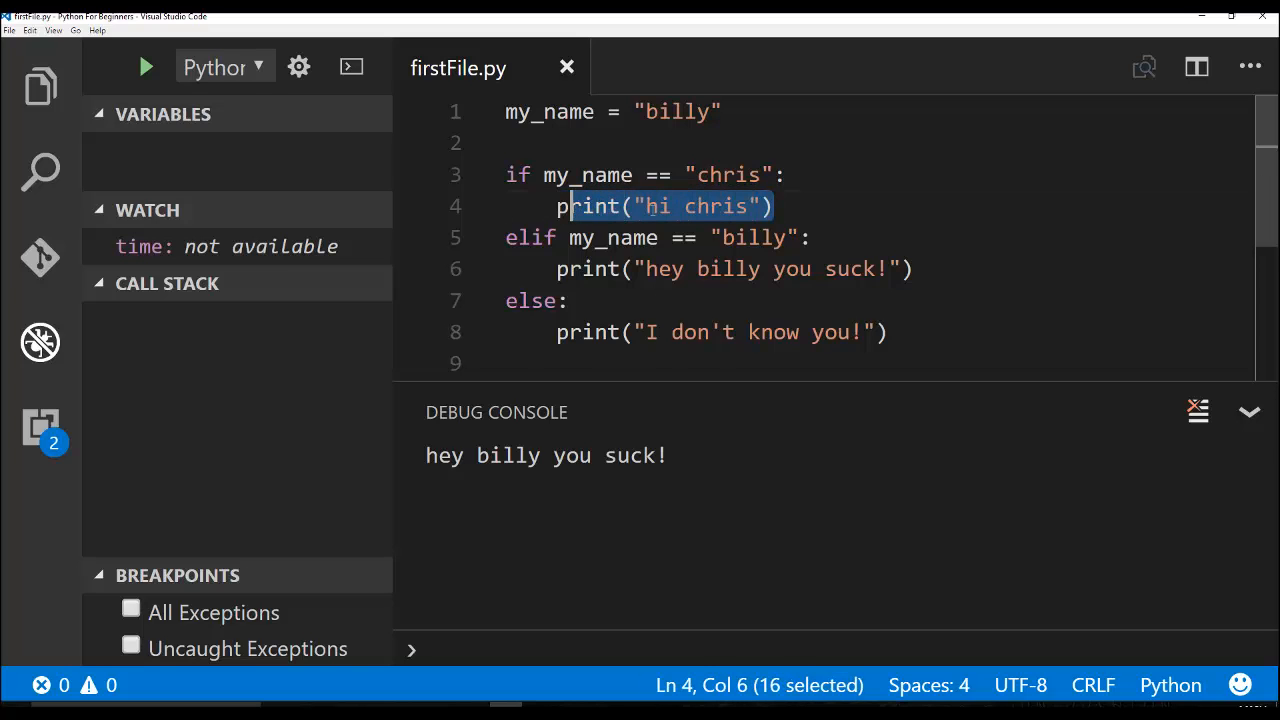 firstFile.py - Python For Beginners - Visual Studio Code
File Edit View Go Help
Python
firstFile.py
VARIABLES
WATCH
time: not available
CALL STACK
BREAKPOINTS
All Exceptions
Uncaught Exceptions
2
1 my_name = "billy"
2
3 if my_name == "chris":
4 print("hi chris")
5 elif my_name == "billy":
6 print("hey billy you suck!")
7 else:
8 print("I don't know you!")
9
DEBUG CONSOLE
hey billy you suck!
0 0 Ln 4, Col 6 (16 selected) Spaces: 4 UTF-8 CRLF Python